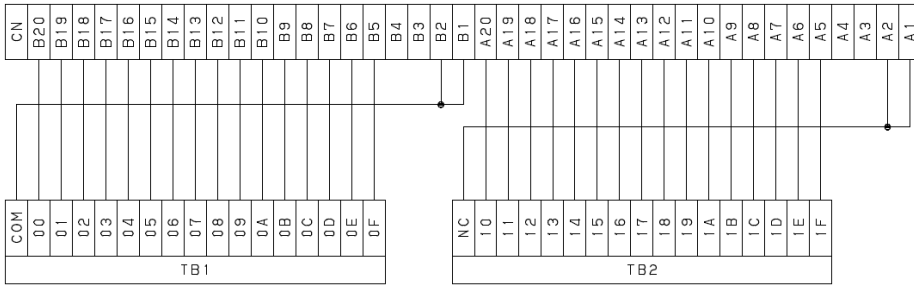 CN B20 B19 B18 B17 B16 B15 B14 B13 B12 B11 B10 B9 B8 B7 B6 B5 B4 B3 B2 B1 A20 A19 A18 A17 A16 A15 A14 A13 A12 A11 A10 A9 A8 A7 A6 A5 A4 A3 A2 A1
COM 00 01 02 03 04 05 06 07 08 09 0A 0B 0C 0D 0E 0F
TB1
NC 10 11 12 13 14 15 16 17 18 19 1A 1B 1C 1D 1E 1F
TB2